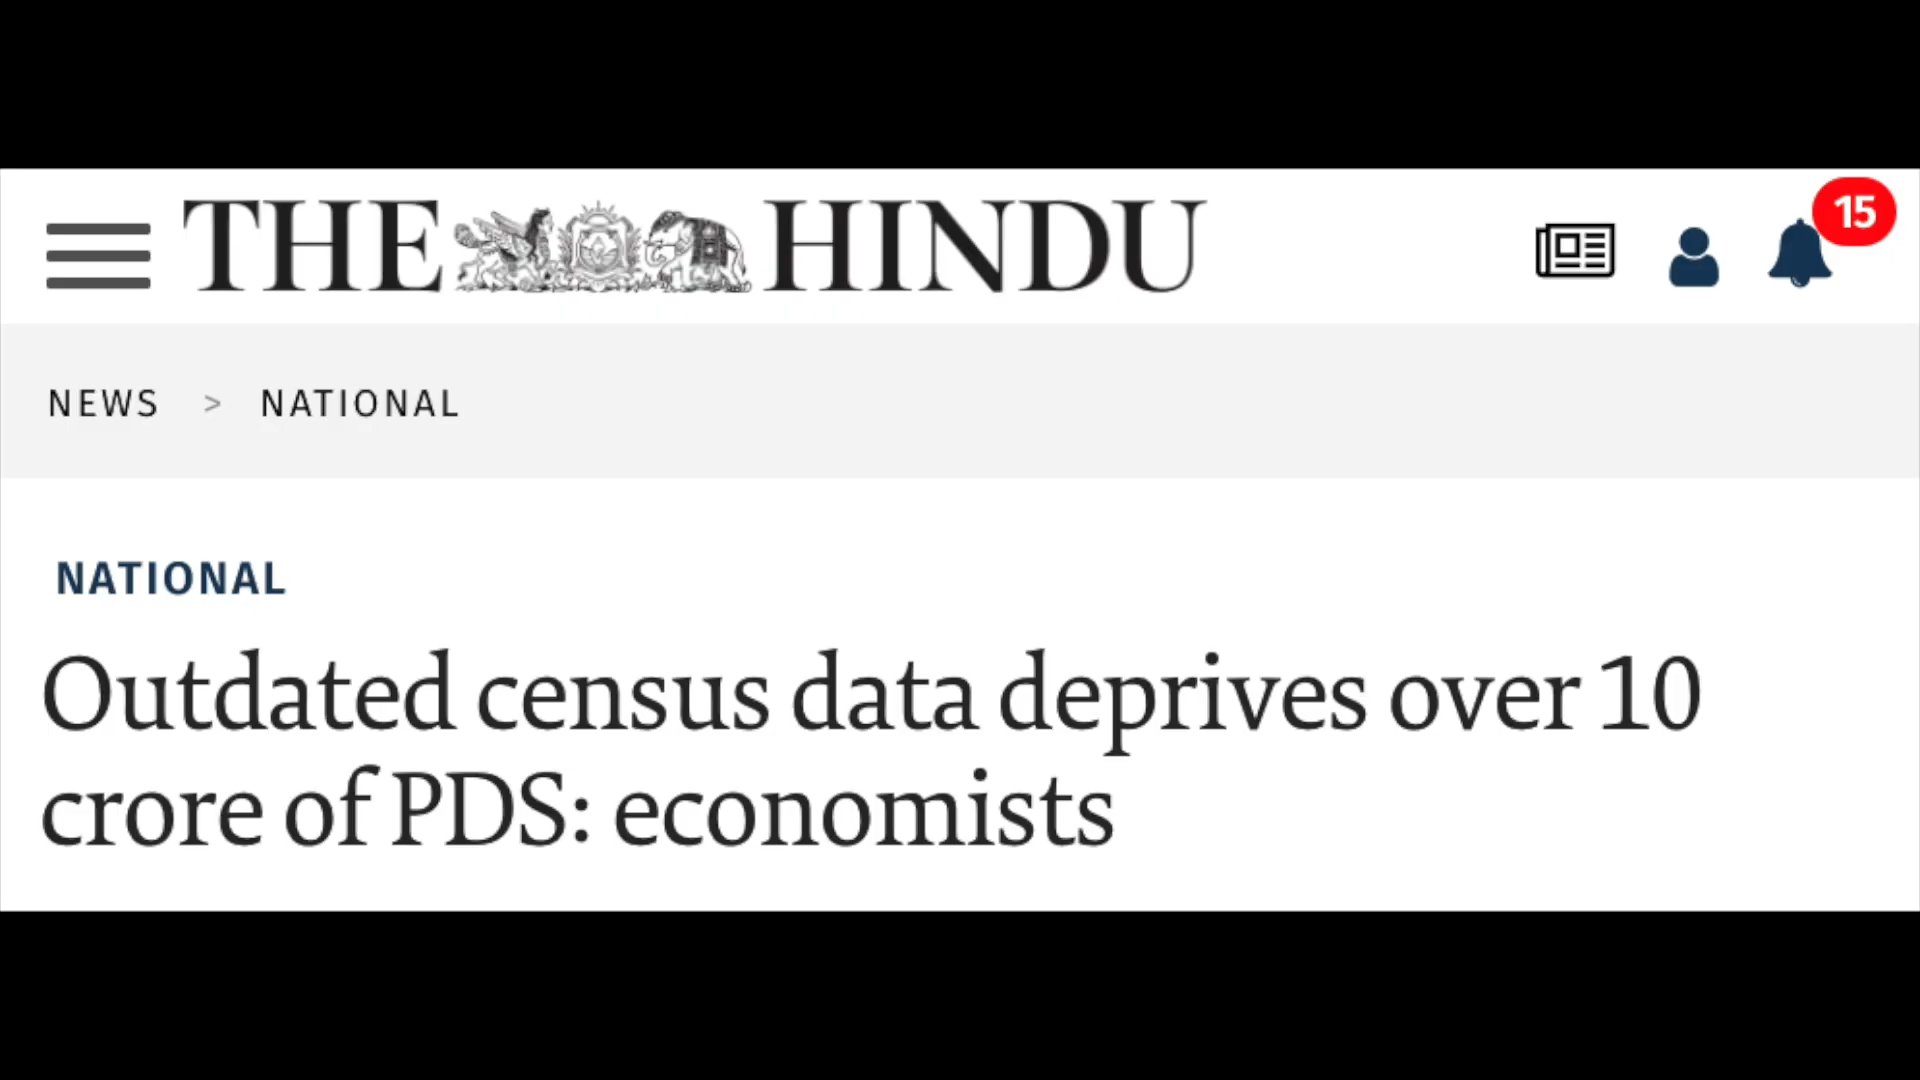 THE HINDU
15
NEWS > NATIONAL
NATIONAL
Outdated census data deprives over 10
crore of PDS: economists